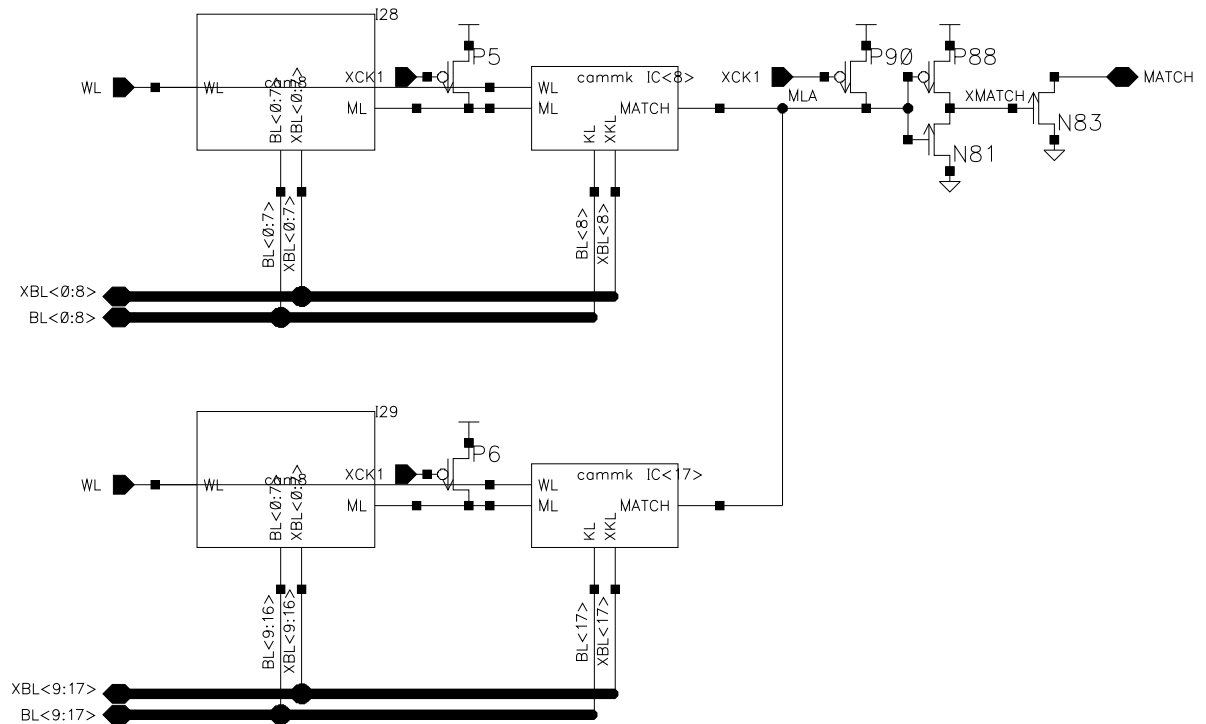 I28
P5
P90
P88
XCK1
cam8
cammk IC<8>
XCK1
MLA
XMATCH
MATCH
WL
WL
WL
ML
ML
MATCH
N83
N81
BL<0:7>
XBL<0:7>
KL
XKL
BL<0:7>
XBL<0:7>
BL<8>
XBL<8>
XBL<0:8>
BL<0:8>
I29
P6
XCK1
cammk IC<17>
WL
WL
WL
ML
ML
MATCH
BL<0:7>
XBL<0:7>
KL
XKL
BL<9:16>
XBL<9:16>
BL<17>
XBL<17>
XBL<9:17>
BL<9:17>